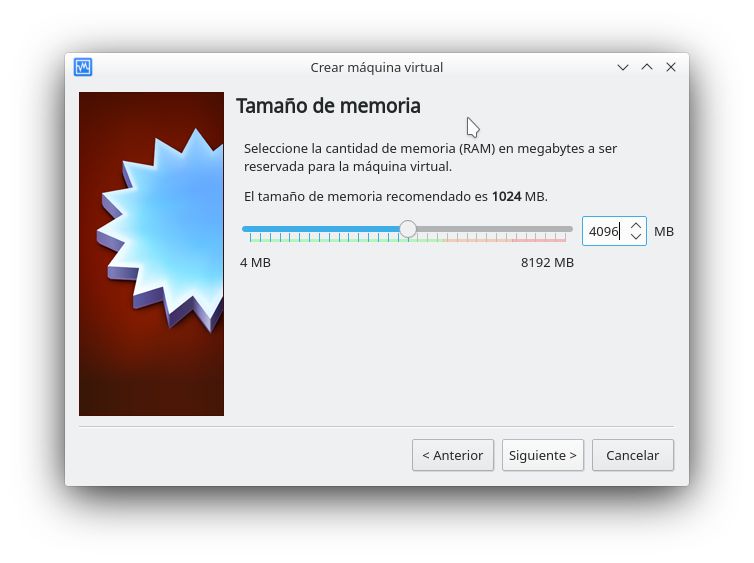 Crear máquina virtual
Tamaño de memoria
Seleccione la cantidad de memoria (RAM) en megabytes a ser
reservada para la máquina virtual.
El tamaño de memoria recomendado es 1024 MB.
4096 MB
4 MB 8192 MB
< Anterior Siguiente > Cancelar